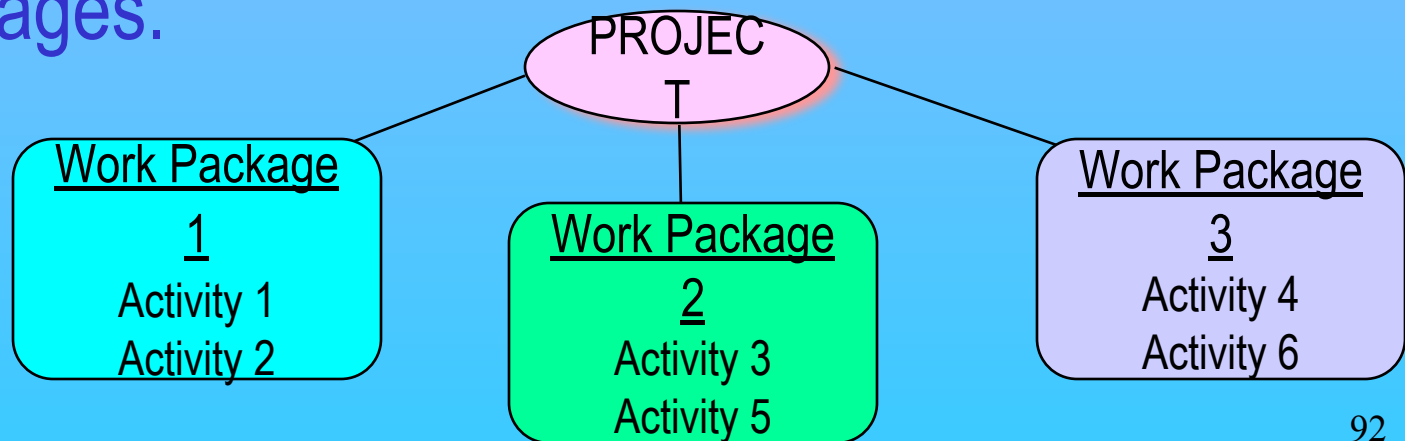 ages.
PROJEC
T
Work Package
1
Activity 1
Activity 2
Work Package
2
Activity 3
Activity 5
Work Package
3
Activity 4
Activity 6
92